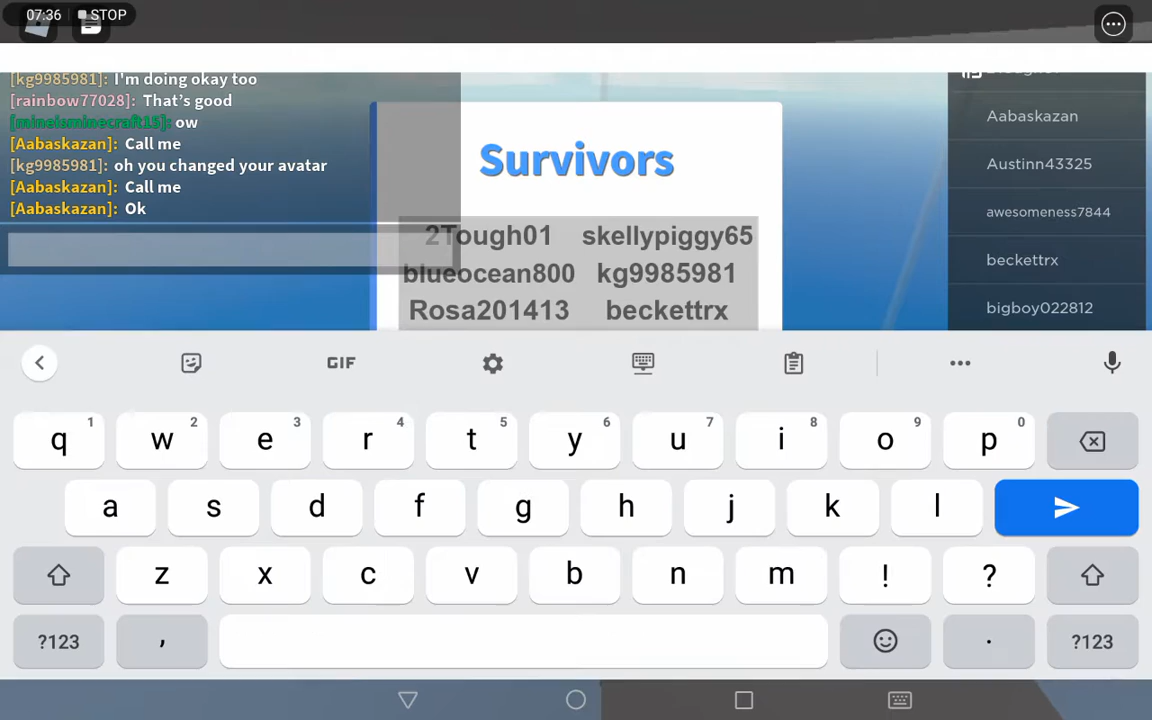 07:36 STOP
[kg9985981]: I'm doing okay too
[rainbow77028]: That's good
[mineisminecraft15]: ow
[Aabaskazan]: Call me
[kg9985981]: oh you changed your avatar
[Aabaskazan]: Call me
[Aabaskazan]: Ok
Survivors
2Tough01 skellypiggy65
blueocean800 kg9985981
Rosa201413 beckettrx
Aabaskazan
Austinn43325
awesomeness7844
beckettrx
bigboy022812
GIF
q 1 w 2 e 3 r 4 t 5 y 6 u 7 i 8 o 9 p 0
a s d f g h j k l
z x c v b n m ! ?
?123 , . ?123